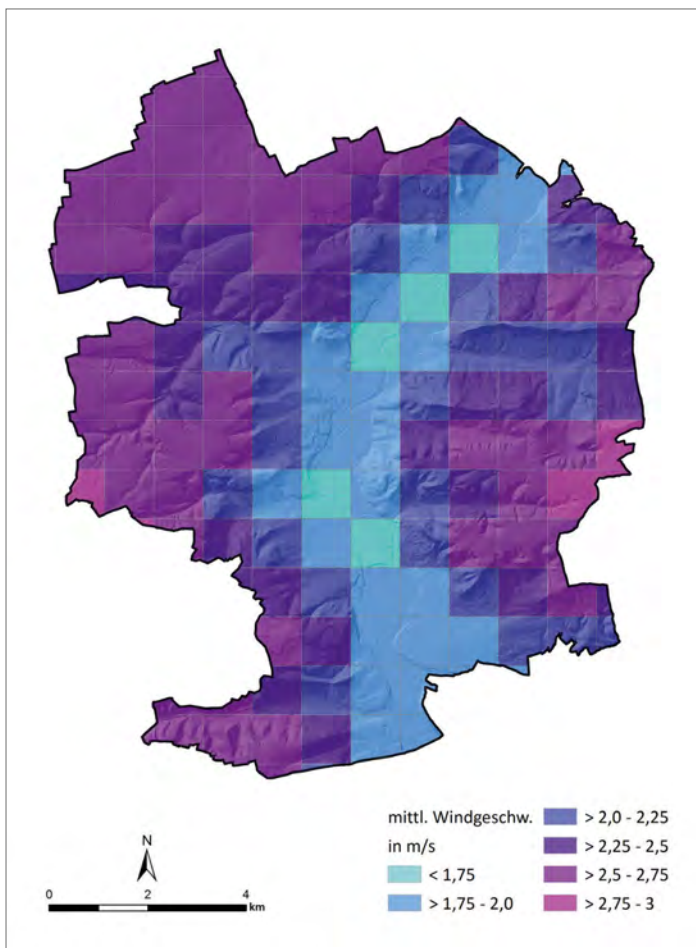 N
0 2 4
km
mittl. Windgeschw.
in m/s
< 1,75
> 1,75 - 2,0
> 2,0 - 2,25
> 2,25 - 2,5
> 2,5 - 2,75
> 2,75 - 3